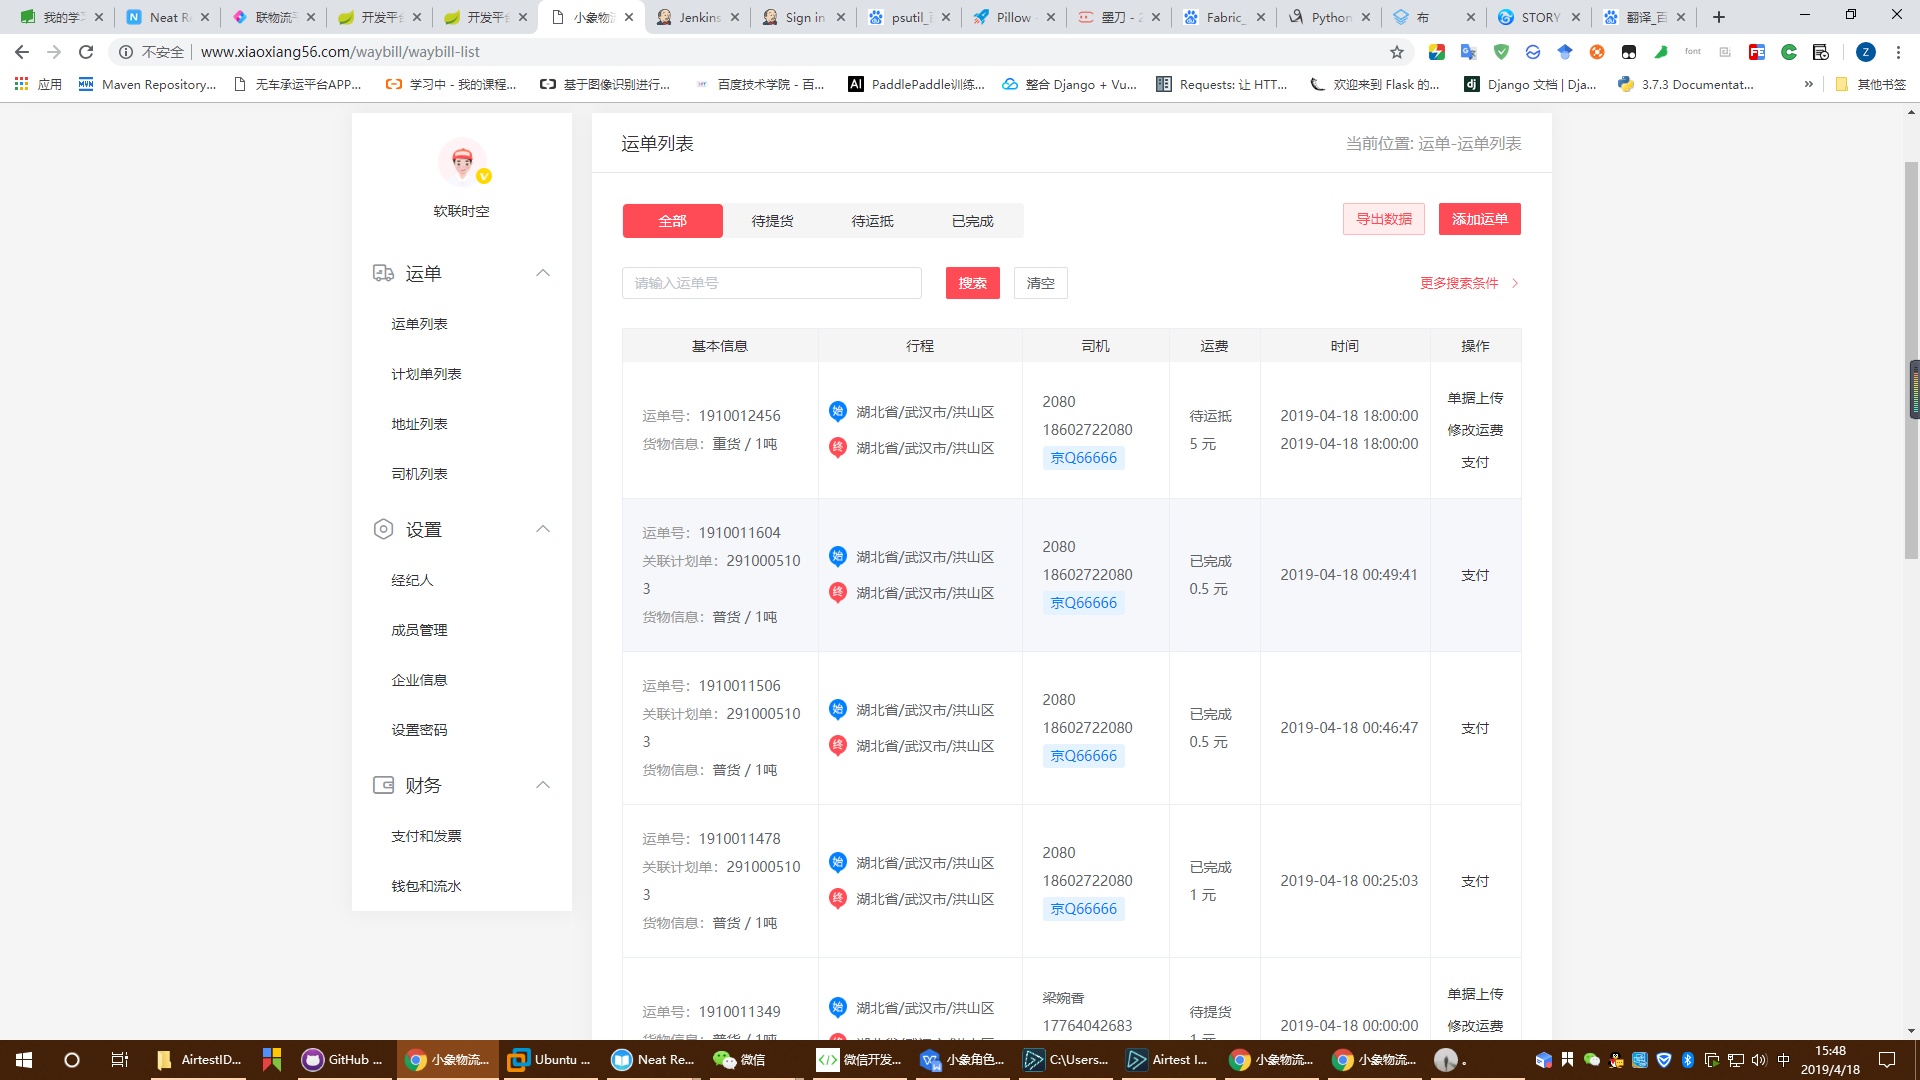 我的学
Neat R
联物流平
开发平台
开发平台
小象物流
Jenkins
Sign in
psutil_
Pillow
墨刀 - 2
Fabric_
Python
布
STORY
翻译_百
不安全
www.xiaoxiang56.com/waybill/waybill-list
font
Z
应用
Maven Repository...
无车承运平台APP...
学习中 - 我的课程...
基于图像识别进行...
百度技术学院 - 百...
PaddlePaddle训练...
整合 Django + Vu...
Requests: 让 HTT...
欢迎来到 Flask 的...
Django 文档 | Dja...
3.7.3 Documentat...
»
其他书签
软联时空
运单
运单列表
计划单列表
地址列表
司机列表
设置
经纪人
成员管理
企业信息
设置密码
财务
支付和发票
钱包和流水
运单列表
当前位置: 运单-运单列表
全部
待提货
待运抵
已完成
导出数据
添加运单
请输入运单号
搜索
清空
更多搜索条件
基本信息
行程
司机
运费
时间
操作
运单号：1910012456
货物信息：重货 / 1吨
始 湖北省/武汉市/洪山区
终 湖北省/武汉市/洪山区
2080
18602722080
京Q66666
待运抵
5 元
2019-04-18 18:00:00
2019-04-18 18:00:00
单据上传
修改运费
支付
运单号：1910011604
关联计划单：291000510
3
货物信息：普货 / 1吨
始 湖北省/武汉市/洪山区
终 湖北省/武汉市/洪山区
2080
18602722080
京Q66666
已完成
0.5 元
2019-04-18 00:49:41
支付
运单号：1910011506
关联计划单：291000510
3
货物信息：普货 / 1吨
始 湖北省/武汉市/洪山区
终 湖北省/武汉市/洪山区
2080
18602722080
京Q66666
已完成
0.5 元
2019-04-18 00:46:47
支付
运单号：1910011478
关联计划单：291000510
3
货物信息：普货 / 1吨
始 湖北省/武汉市/洪山区
终 湖北省/武汉市/洪山区
2080
18602722080
京Q66666
已完成
1 元
2019-04-18 00:25:03
支付
运单号：1910011349
始 湖北省/武汉市/洪山区
梁婉香
17764042683
待提货
2019-04-18 00:00:00
单据上传
修改运费
AirtestID...
GitHub ...
小象物流...
Ubuntu ...
Neat Re...
微信
微信开发...
小象角色...
C:\Users...
Airtest I...
小象物流...
小象物流...
.
中
15:48
2019/4/18